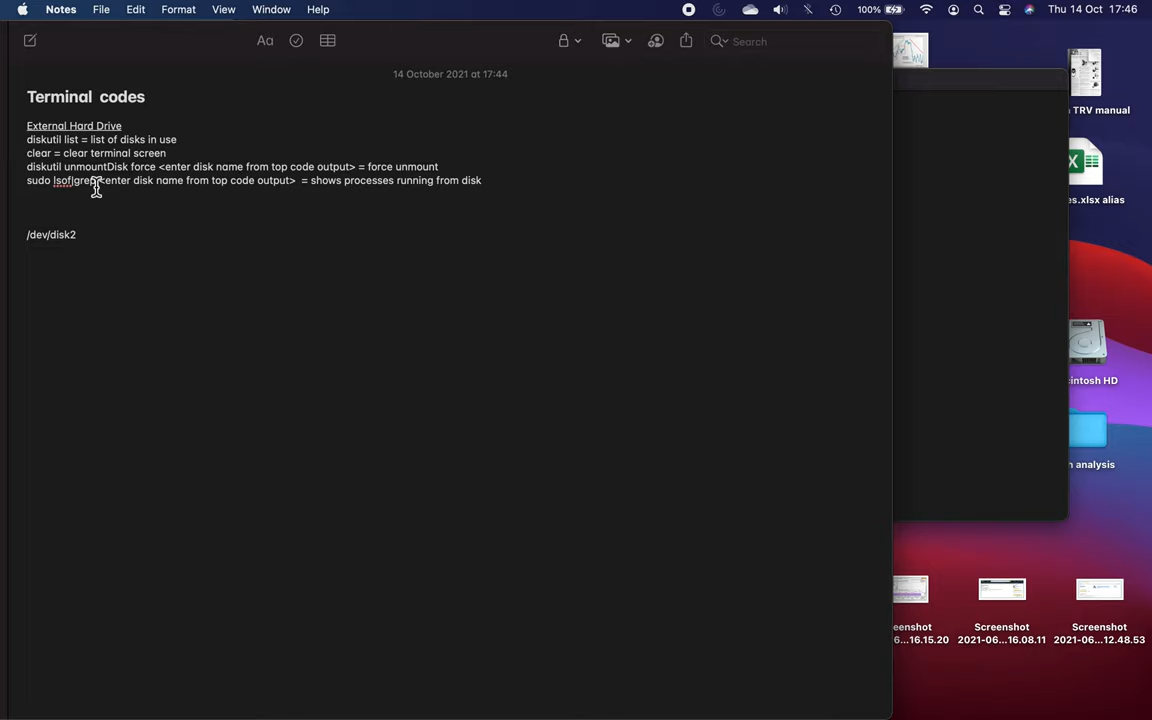 Notes File Edit Format View Window Help 100% Thu 14 Oct 17:46
Aa Search
14 October 2021 at 17:44
Terminal codes
External Hard Drive
diskutil list = list of disks in use
clear = clear terminal screen
diskutil unmountDisk force <enter disk name from top code output> = force unmount
sudo lsof|grep <enter disk name from top code output> = shows processes running from disk
/dev/disk2
TRV manual
es.xlsx alias
intosh HD
n analysis
eenshot
6...16.15.20
Screenshot
2021-06...16.08.11
Screenshot
2021-06...12.48.53